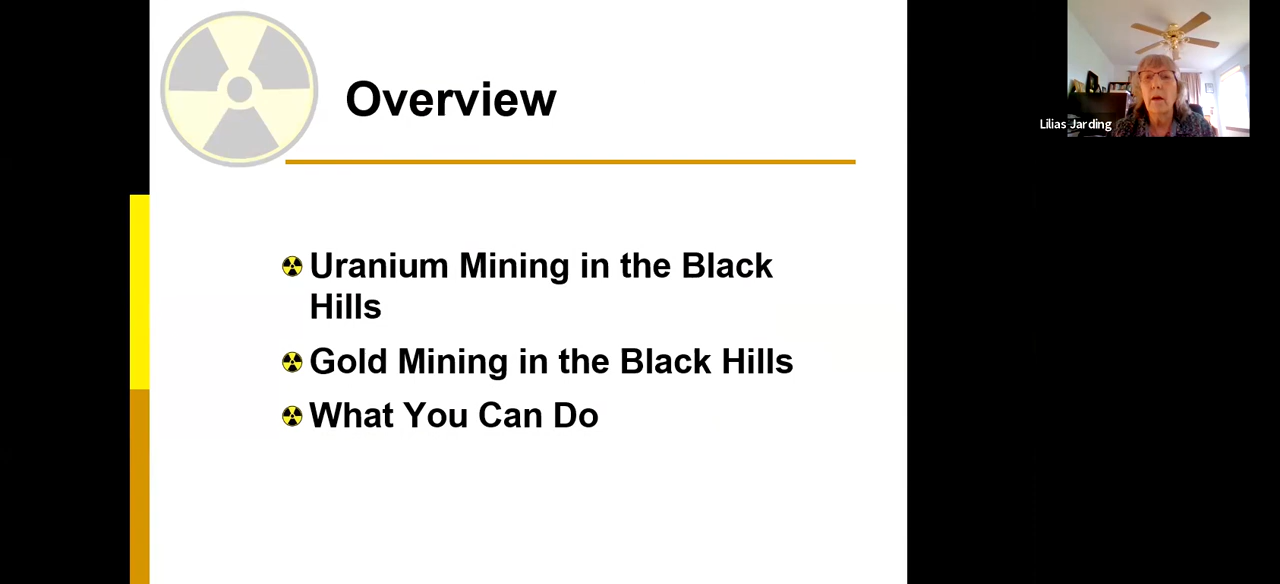 Overview
Lilias Jarding
Uranium Mining in the Black
Hills
Gold Mining in the Black Hills
What You Can Do